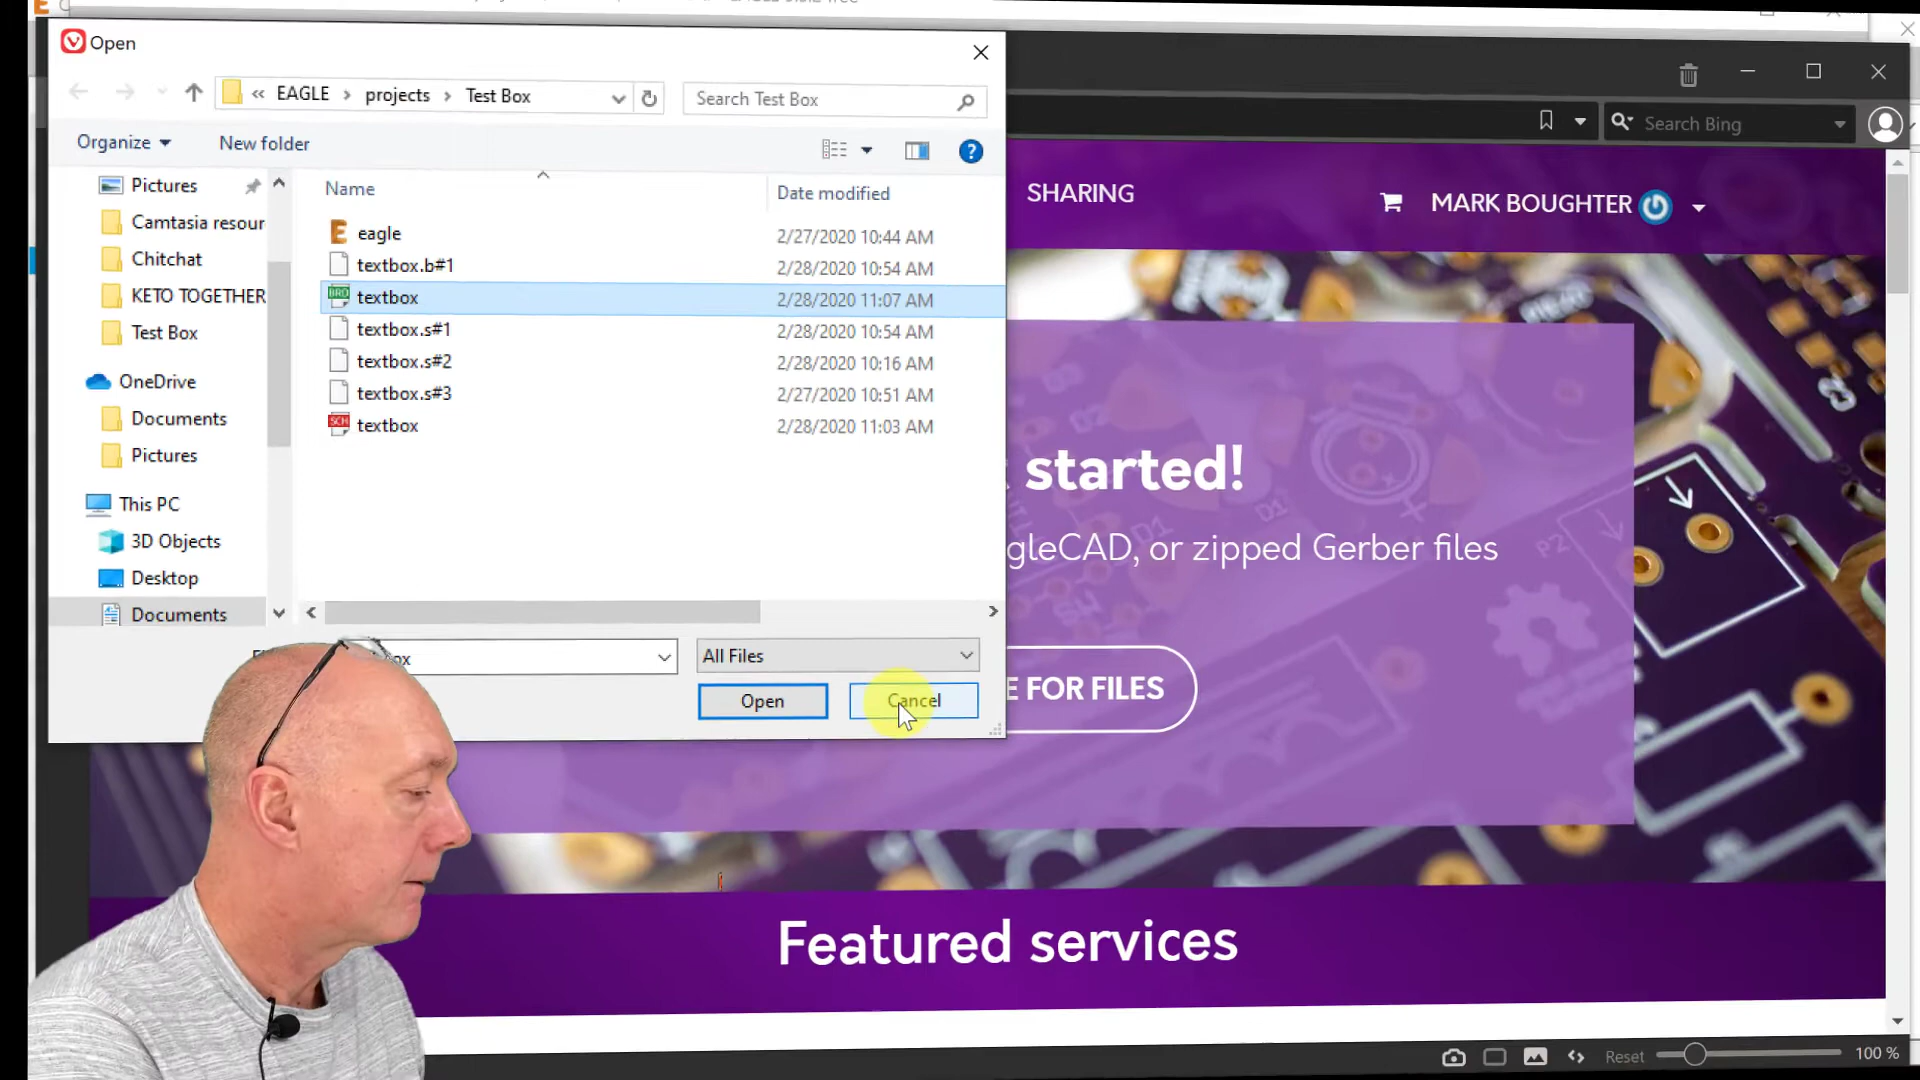 Open
« EAGLE > projects > Test Box
Search Test Box
Organize
New folder
Name
Date modified
Pictures
Camtasia resour
Chitchat
KETO TOGETHER
Test Box
OneDrive
Documents
Pictures
This PC
3D Objects
Desktop
Documents
eagle 2/27/2020 10:44 AM
textbox.b#1 2/28/2020 10:54 AM
BRD textbox 2/28/2020 11:07 AM
textbox.s#1 2/28/2020 10:54 AM
textbox.s#2 2/28/2020 10:16 AM
textbox.s#3 2/27/2020 10:51 AM
SCH textbox 2/28/2020 11:03 AM
All Files
Open
Cancel
Search Bing
SHARING
MARK BOUGHTER
started!
gleCAD, or zipped Gerber files
E FOR FILES
Featured services
Reset
100 %